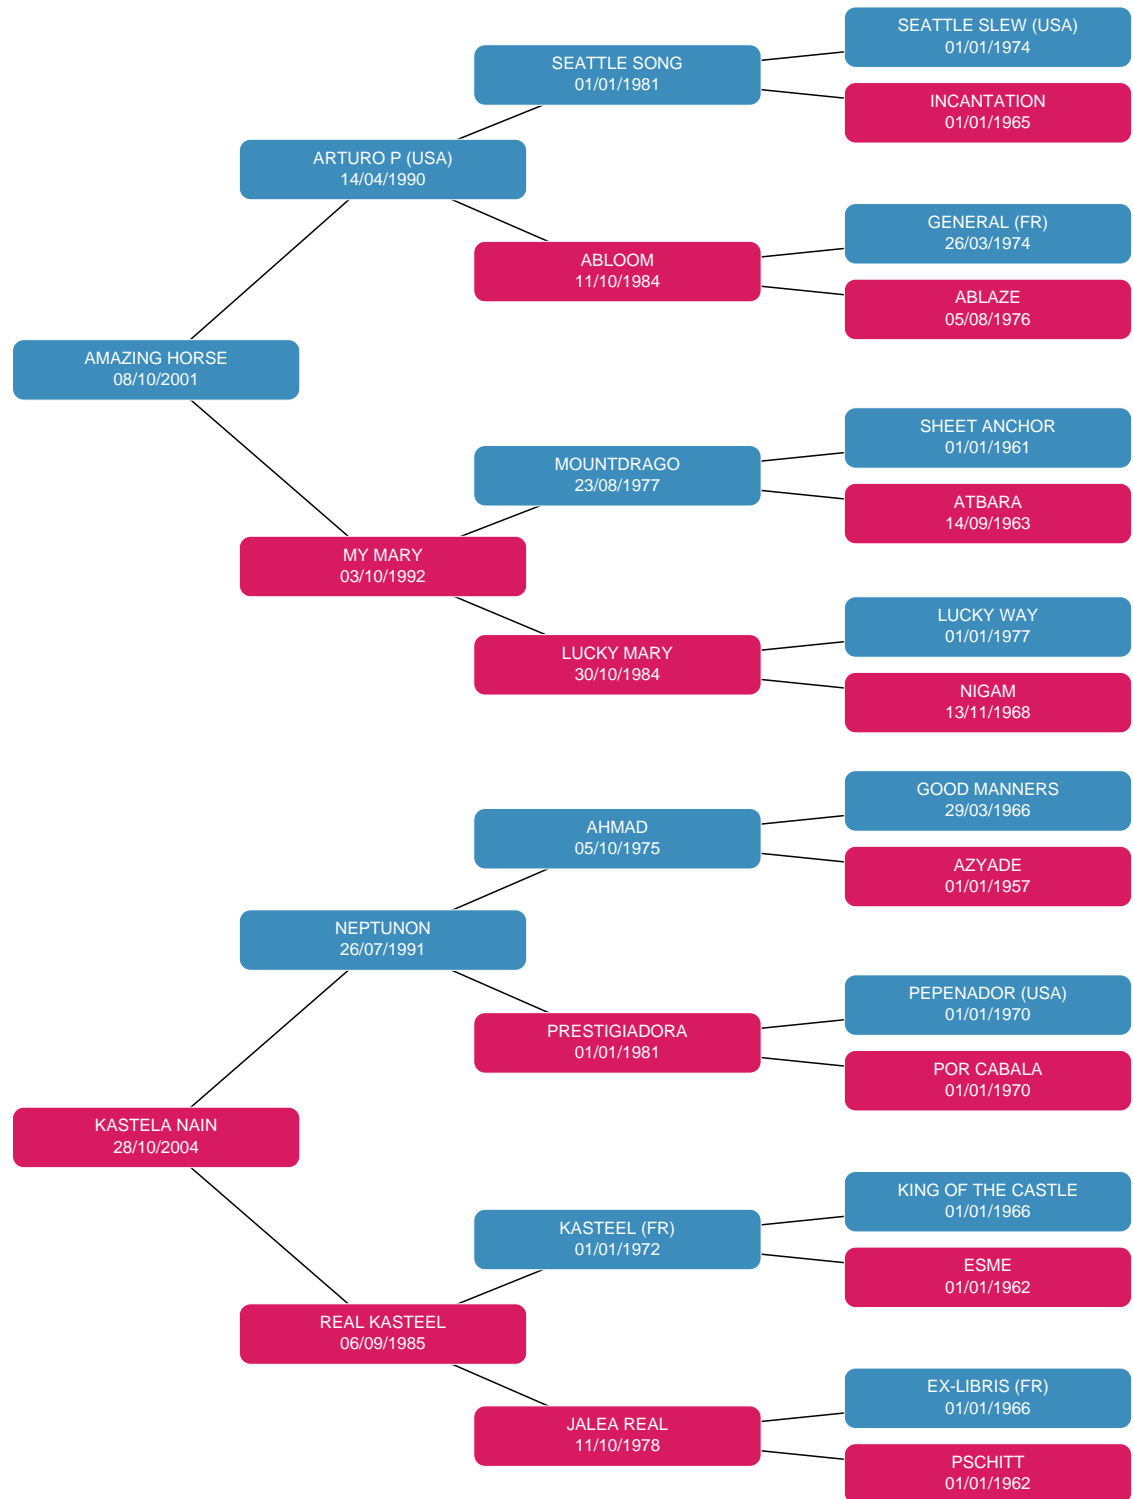 SEATTLE SLEW (USA)
01/01/1974
SEATTLE SONG
01/01/1981
INCANTATION
01/01/1965
ARTURO P (USA)
14/04/1990
GENERAL (FR)
26/03/1974
ABLOOM
11/10/1984
ABLAZE
05/08/1976
AMAZING HORSE
08/10/2001
SHEET ANCHOR
01/01/1961
MOUNTDRAGO
23/08/1977
ATBARA
14/09/1963
MY MARY
03/10/1992
LUCKY WAY
01/01/1977
LUCKY MARY
30/10/1984
NIGAM
13/11/1968
GOOD MANNERS
29/03/1966
AHMAD
05/10/1975
AZYADE
01/01/1957
NEPTUNON
26/07/1991
PEPENADOR (USA)
01/01/1970
PRESTIGIADORA
01/01/1981
POR CABALA
01/01/1970
KASTELA NAIN
28/10/2004
KING OF THE CASTLE
01/01/1966
KASTEEL (FR)
01/01/1972
ESME
01/01/1962
REAL KASTEEL
06/09/1985
EX-LIBRIS (FR)
01/01/1966
JALEA REAL
11/10/1978
PSCHITT
01/01/1962